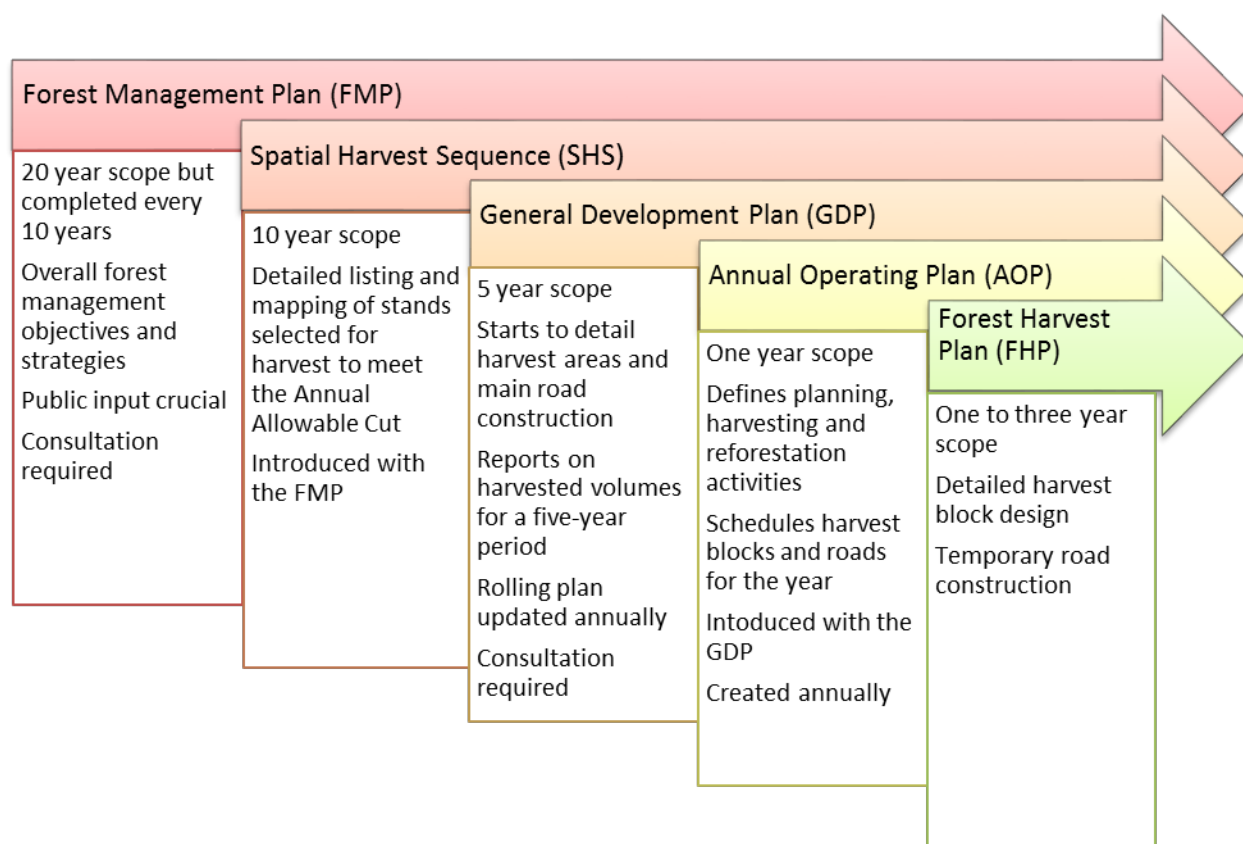 Forest Management Plan (FMP)
20 year scope but
completed every
10 years
Overall forest
management
objectives and
strategies
Public input crucial
Consultation
required
Spatial Harvest Sequence (SHS)
10 year scope
Detailed listing and
mapping of stands
selected for
harvest to meet
the Annual
Allowable Cut
Introduced with
the FMP
General Development Plan (GDP)
5 year scope
Starts to detail
harvest areas and
main road
construction
Reports on
harvested volumes
for a five-year
period
Rolling plan
updated annually
Consultation
required
Annual Operating Plan (AOP)
One year scope
Defines planning,
harvesting and
reforestation
activities
Schedules harvest
blocks and roads
for the year
Intoduced with the
GDP
Created annually
Forest Harvest
Plan (FHP)
One to three year
scope
Detailed harvest
block design
Temporary road
construction